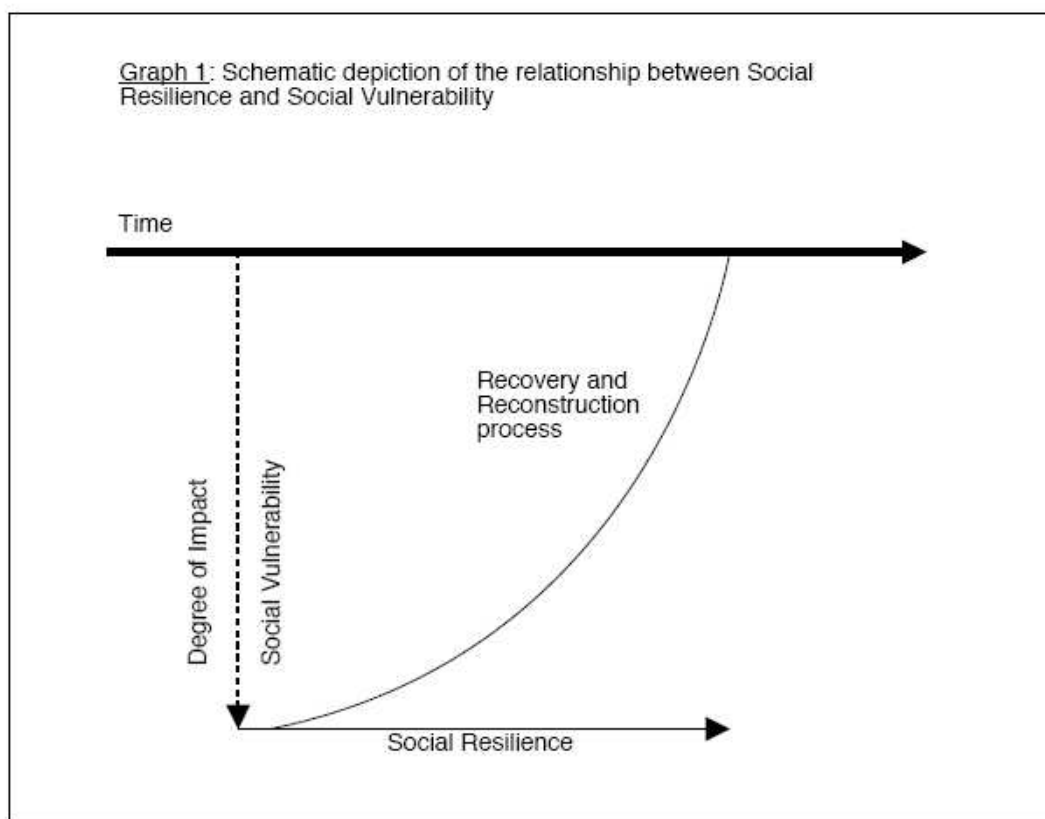 Graph 1: Schematic depiction of the relationship between Social
Resilience and Social Vulnerability
Time
Recovery and
Reconstruction
process
Degree of Impact
Social Vulnerability
Social Resilience